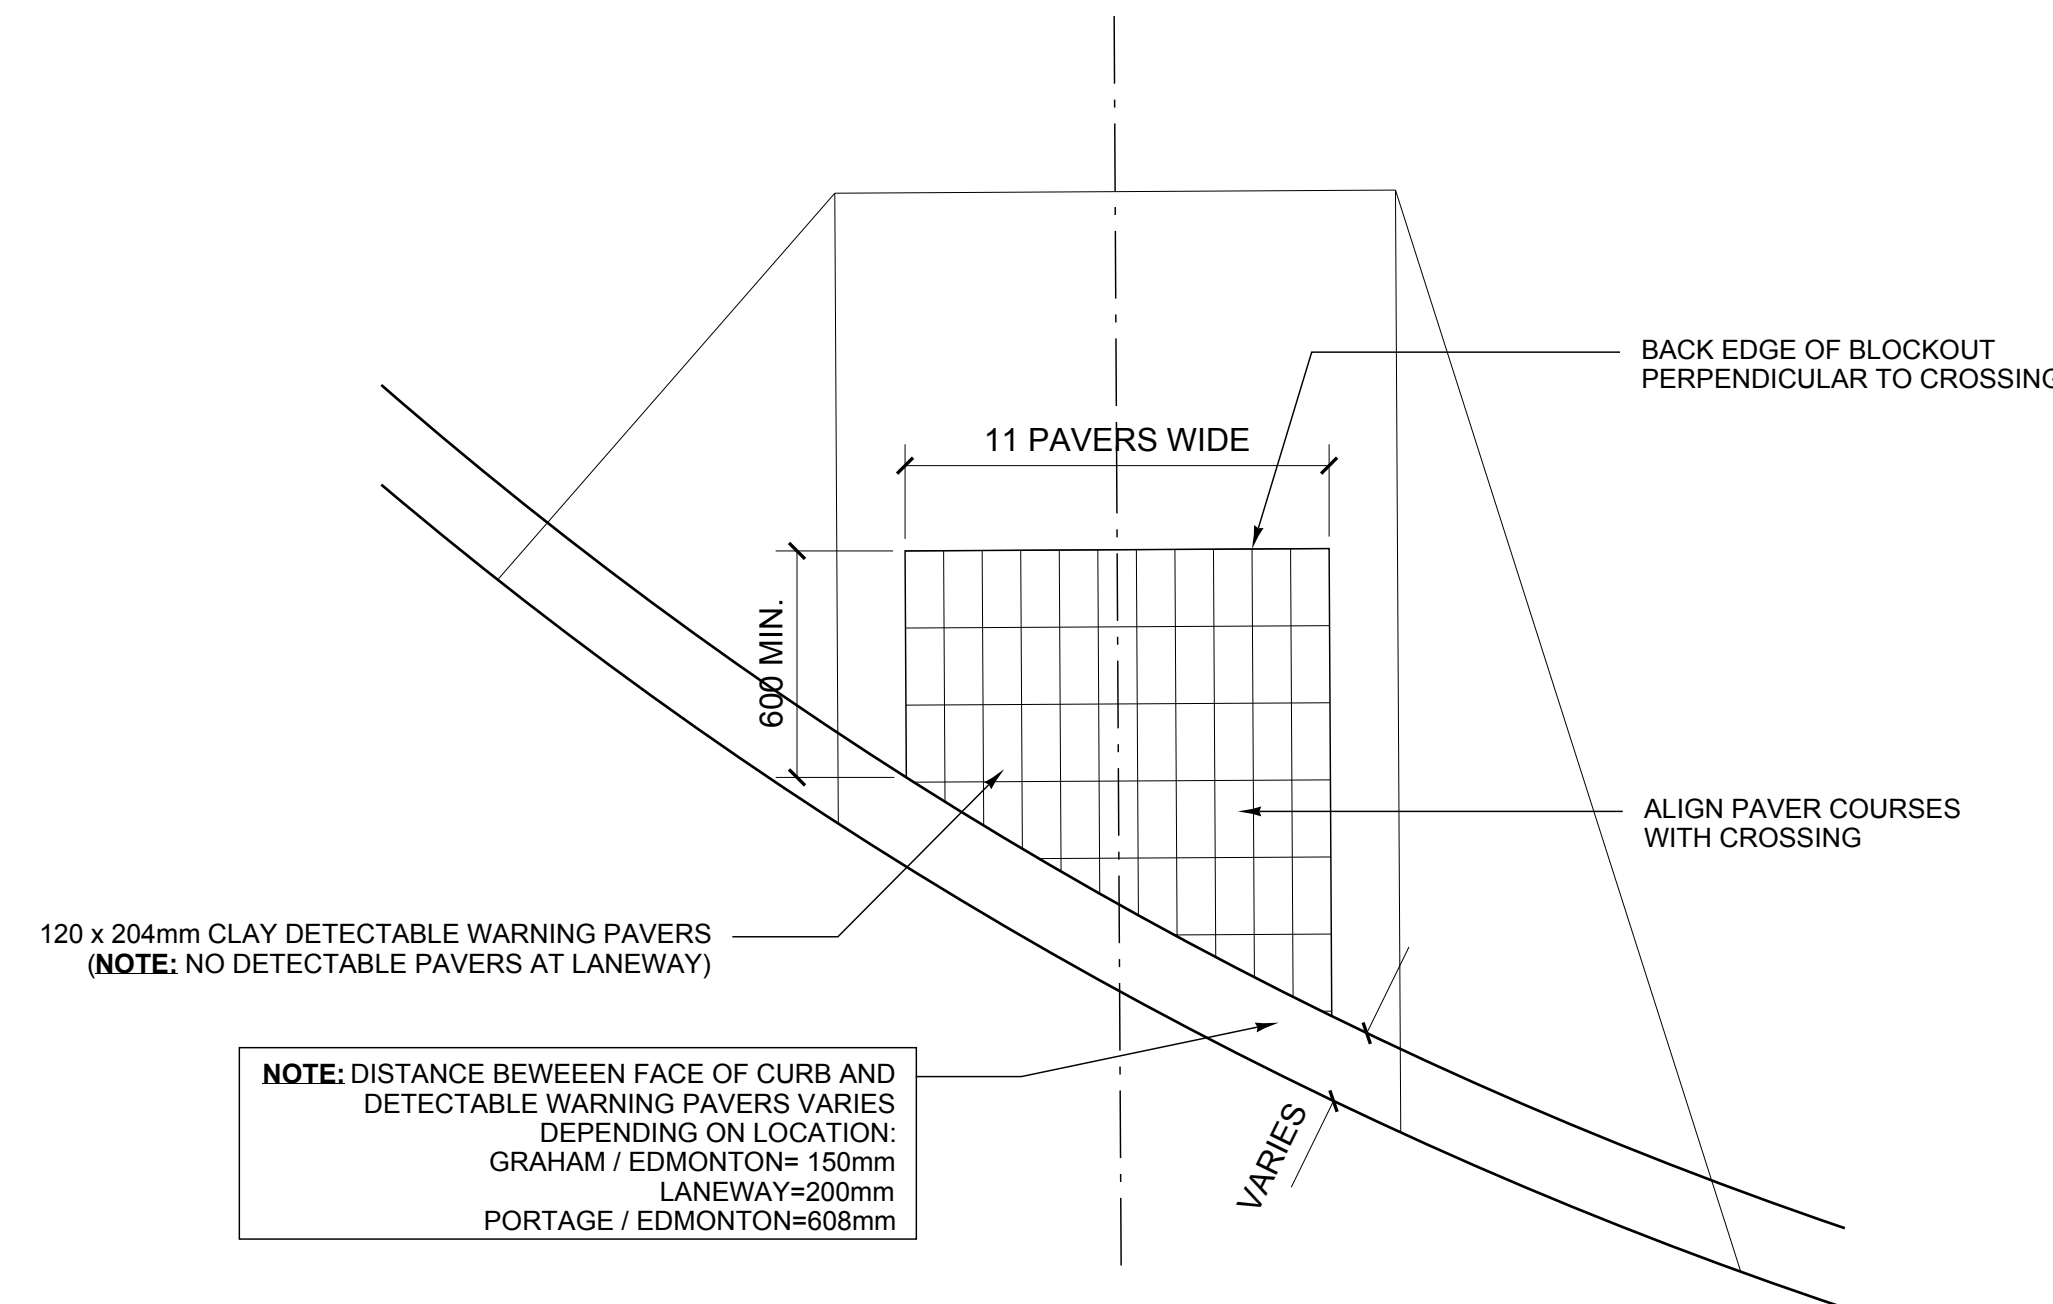 BACK EDGE OF BLOCKOUT
PERPENDICULAR TO CROSSING
11 PAVERS WIDE
600 MIN.
ALIGN PAVER COURSES
WITH CROSSING
120 x 204mm CLAY DETECTABLE WARNING PAVERS
(NOTE: NO DETECTABLE PAVERS AT LANEWAY)
NOTE: DISTANCE BEWEEEN FACE OF CURB AND
DETECTABLE WARNING PAVERS VARIES
DEPENDING ON LOCATION:
GRAHAM / EDMONTON= 150mm
LANEWAY=200mm
PORTAGE / EDMONTON=608mm
VARIES